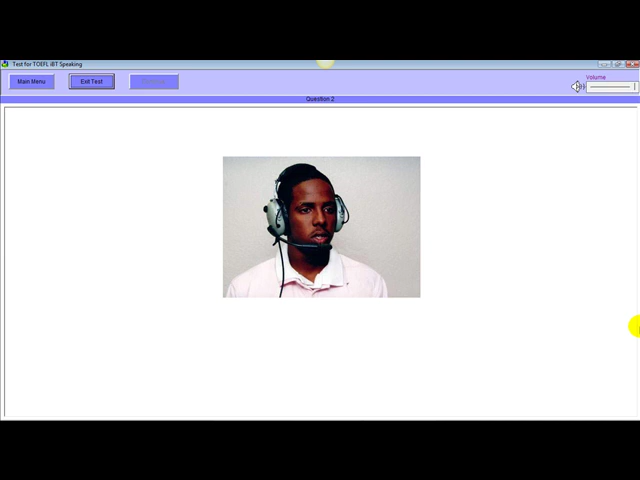 Test for TOEFL iBT Speaking
Main Menu
Exit Test
Volume
Question 2